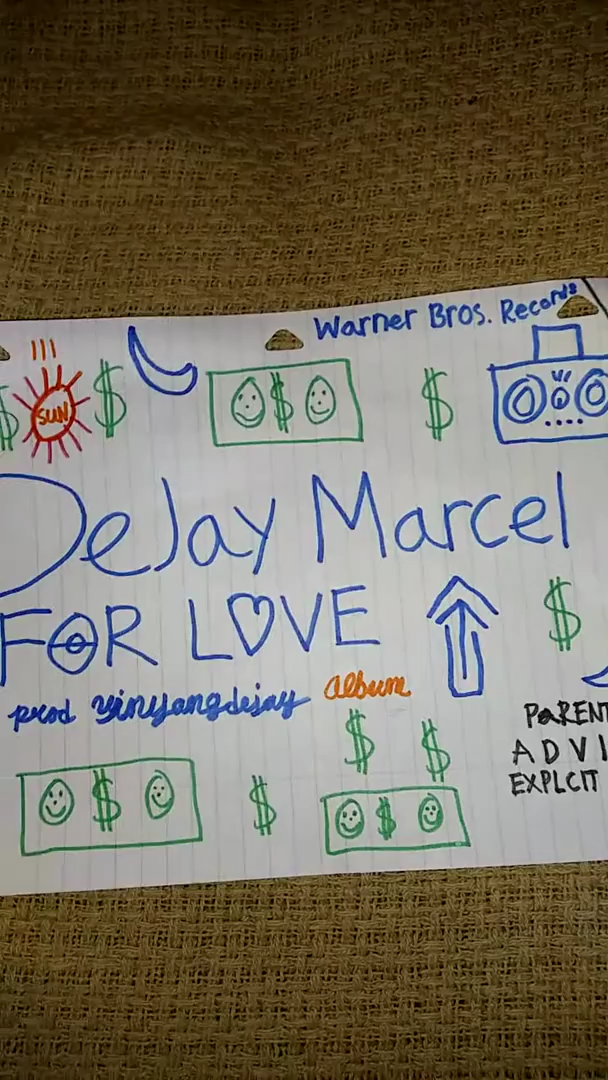 Warner Bros. Records
SUN
DeJay Marcel
FOR LOVE
prod yinyangdejay album
PARENT
ADVI
EXPLCIT